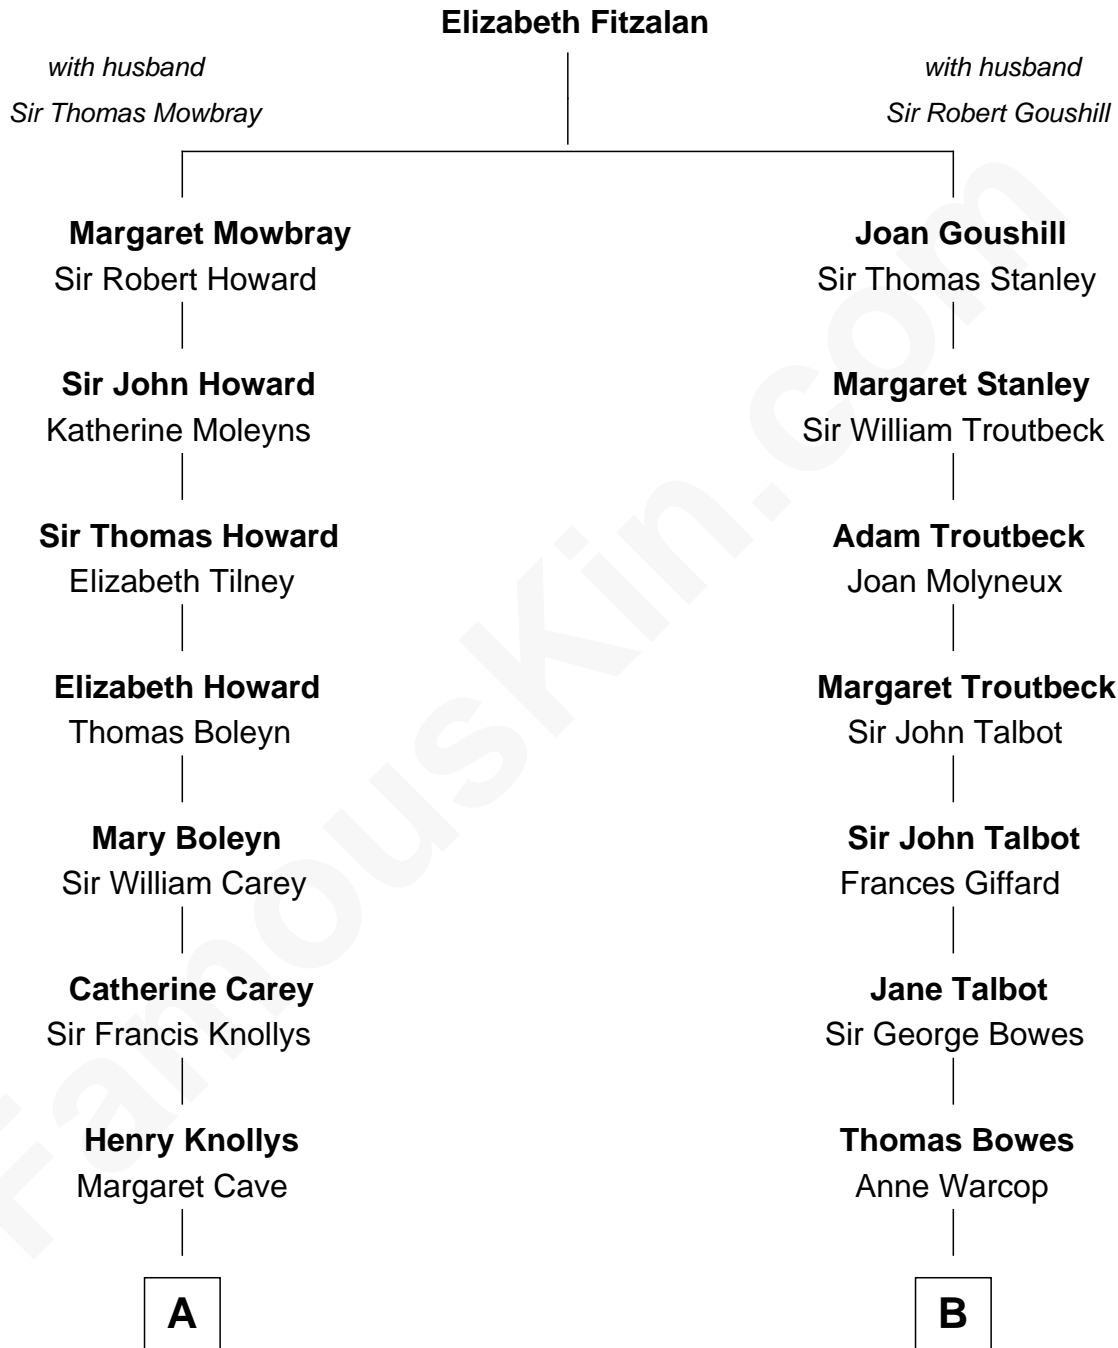 Elizabeth Fitzalan
with husband
Sir Thomas Mowbray
with husband
Sir Robert Goushill
Margaret Mowbray
Sir Robert Howard
Joan Goushill
Sir Thomas Stanley
Sir John Howard
Katherine Moleyns
Margaret Stanley
Sir William Troutbeck
Sir Thomas Howard
Elizabeth Tilney
Adam Troutbeck
Joan Molyneux
Elizabeth Howard
Thomas Boleyn
Margaret Troutbeck
Sir John Talbot
Mary Boleyn
Sir William Carey
Sir John Talbot
Frances Giffard
Catherine Carey
Sir Francis Knollys
Jane Talbot
Sir George Bowes
Henry Knollys
Margaret Cave
Thomas Bowes
Anne Warcop
A
B
FamousKin.com